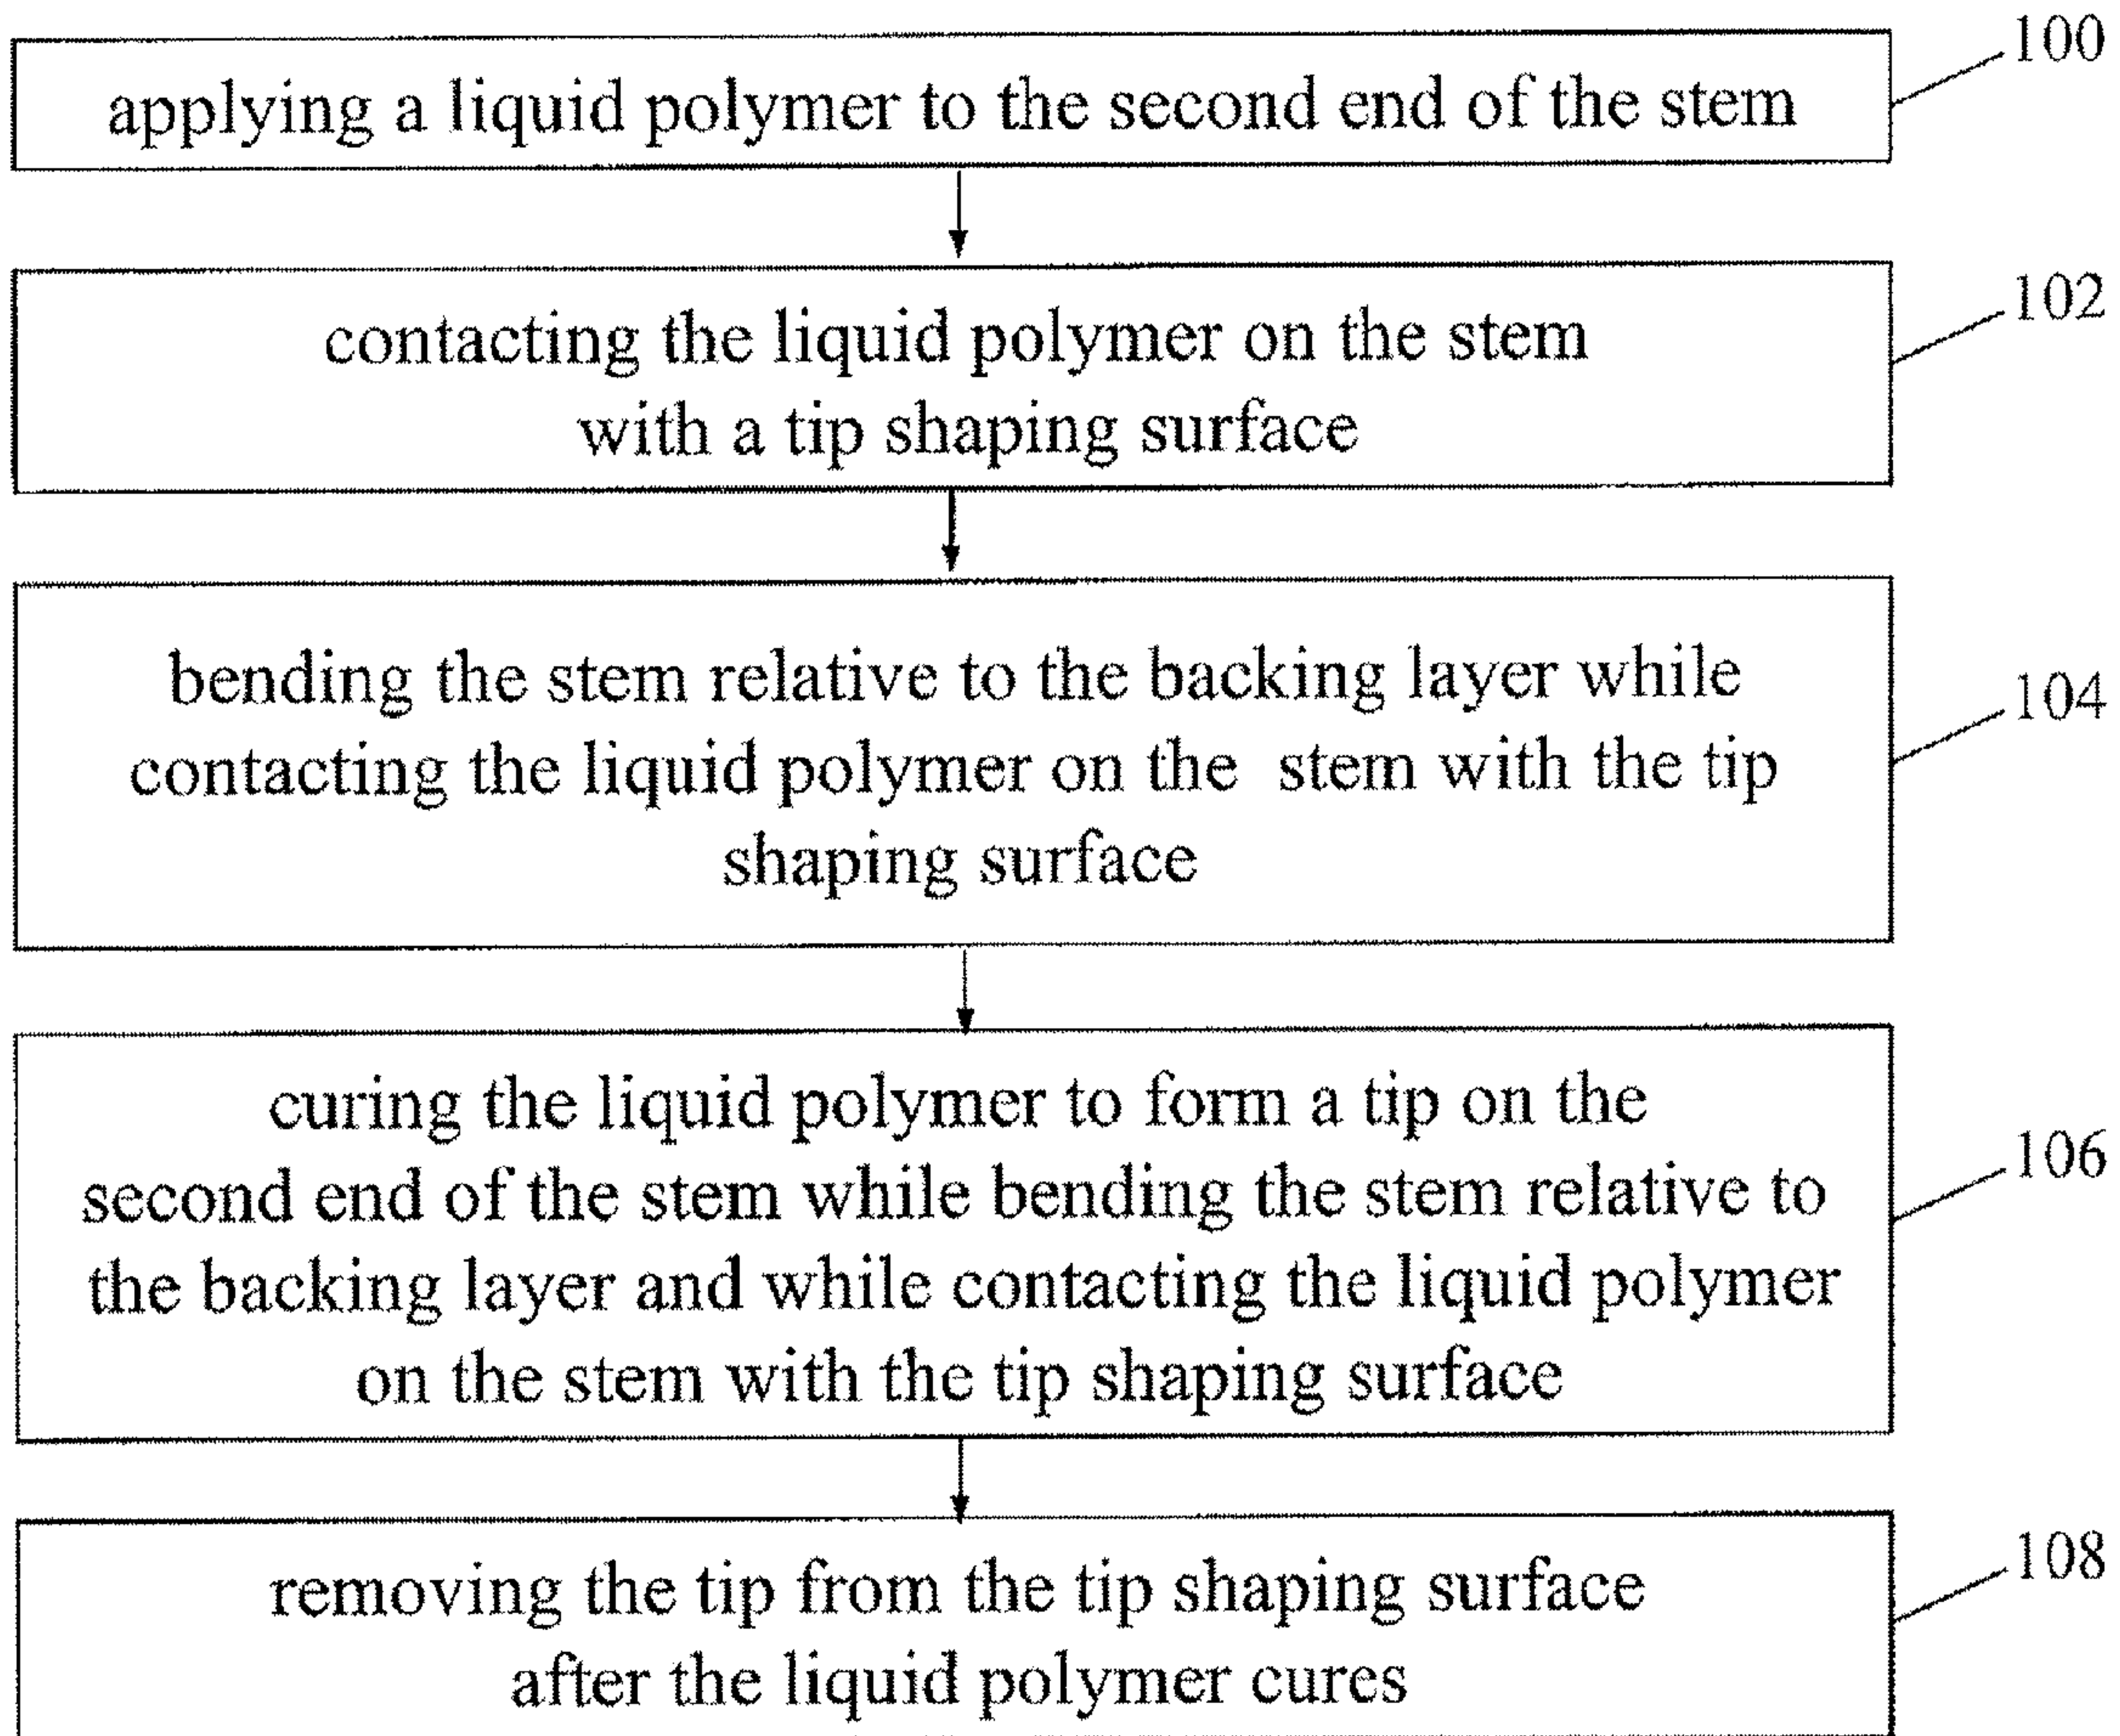 100
applying a liquid polymer to the second end of the stem
102
contacting the liquid polymer on the stem
with a tip shaping surface
104
bending the stem relative to the backing layer while
contacting the liquid polymer on the stem with the tip
shaping surface
106
curing the liquid polymer to form a tip on the
second end of the stem while bending the stem relative to
the backing layer and while contacting the liquid polymer
on the stem with the tip shaping surface
108
removing the tip from the tip shaping surface
after the liquid polymer cures